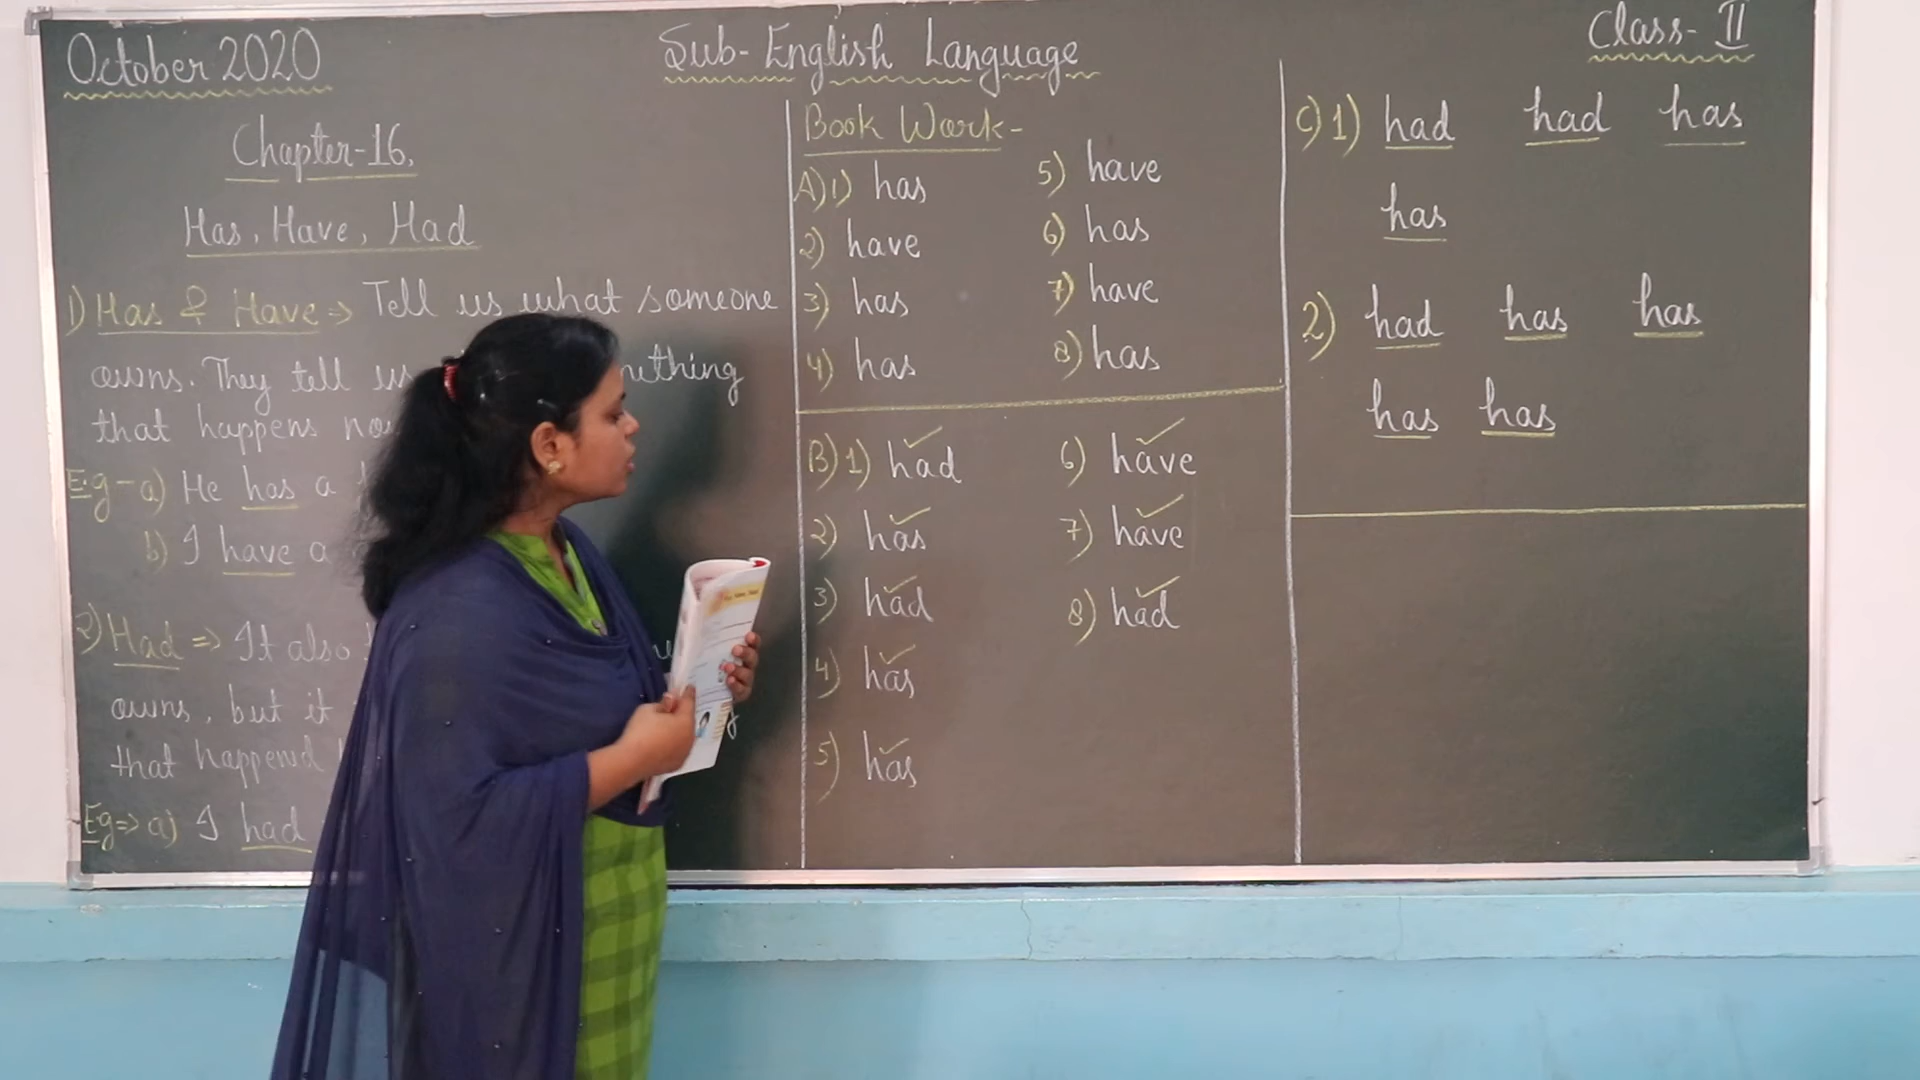 October 2020
Sub- English Language
Class- II
Chapter-16,
Has, Have, Had
1) Has & Have => Tell us what someone
owns. They tell us
that happens
Eg - a) He has a
b) I have a
2) Had => It also
owns, but it
that happend
Eg => a) I had
Book Work-
A) 1) has
2) have
3) has
4) has
5) have
6) has
7) have
8) has
B) 1) had
2) has
3) had
4) has
5) has
6) have
7) have
8) had
C) 1) had had has
has
2) had has has
has has